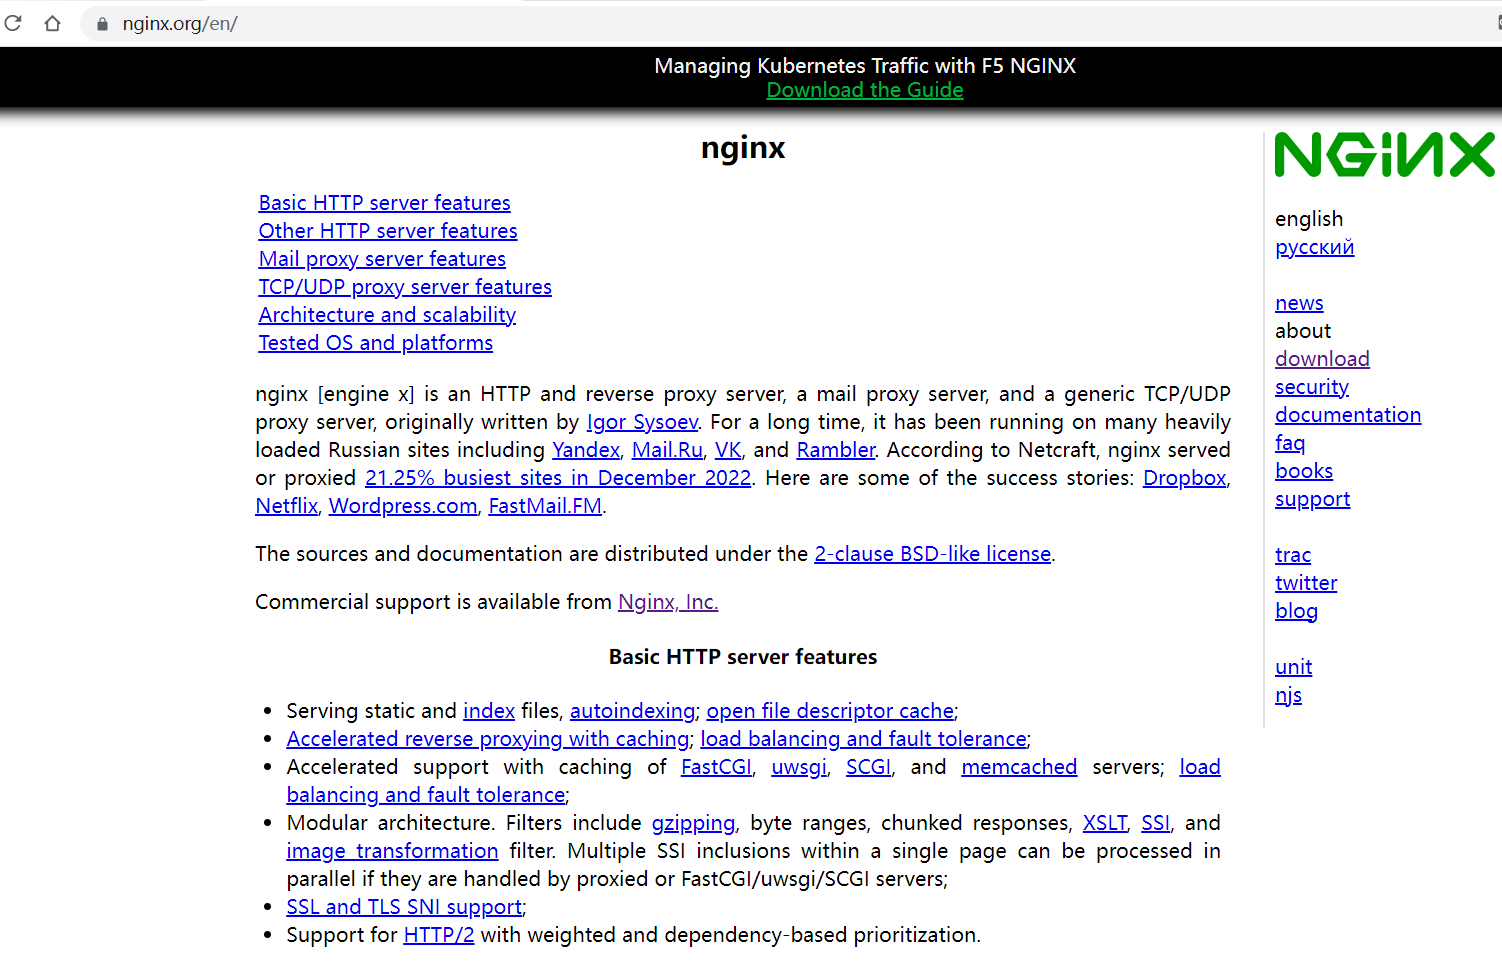 nginx.org/en/
Managing Kubernetes Traffic with F5 NGINX
Download the Guide
nginx
Basic HTTP server features
Other HTTP server features
Mail proxy server features
TCP/UDP proxy server features
Architecture and scalability
Tested OS and platforms
nginx [engine x] is an HTTP and reverse proxy server, a mail proxy server, and a generic TCP/UDP
proxy server, originally written by Igor Sysoev. For a long time, it has been running on many heavily
loaded Russian sites including Yandex, Mail.Ru, VK, and Rambler. According to Netcraft, nginx served
or proxied 21.25% busiest sites in December 2022. Here are some of the success stories: Dropbox,
Netflix, Wordpress.com, FastMail.FM.
The sources and documentation are distributed under the 2-clause BSD-like license.
Commercial support is available from Nginx, Inc.
Basic HTTP server features
• Serving static and index files, autoindexing; open file descriptor cache;
• Accelerated reverse proxying with caching; load balancing and fault tolerance;
• Accelerated support with caching of FastCGI, uwsgi, SCGI, and memcached servers; load
balancing and fault tolerance;
• Modular architecture. Filters include gzipping, byte ranges, chunked responses, XSLT, SSI, and
image transformation filter. Multiple SSI inclusions within a single page can be processed in
parallel if they are handled by proxied or FastCGI/uwsgi/SCGI servers;
• SSL and TLS SNI support;
• Support for HTTP/2 with weighted and dependency-based prioritization.
NGINX
english
русский
news
about
download
security
documentation
faq
books
support
trac
twitter
blog
unit
njs